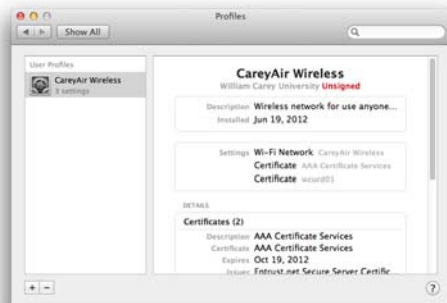 Profiles
Show All
User Profiles
CareyAir Wireless
3 settings
CareyAir Wireless
William Carey University Unsigned
Description Wireless network for use anyone...
Installed Jun 19, 2012
Settings Wi-Fi Network CareyAir Wireless
Certificate AAA Certificate Services
Certificate wcurd03
DETAILS
Certificates (2)
Description AAA Certificate Services
Certificate AAA Certificate Services
Expires Oct 19, 2012
Issuer Entrust.net Secure Server Certific...